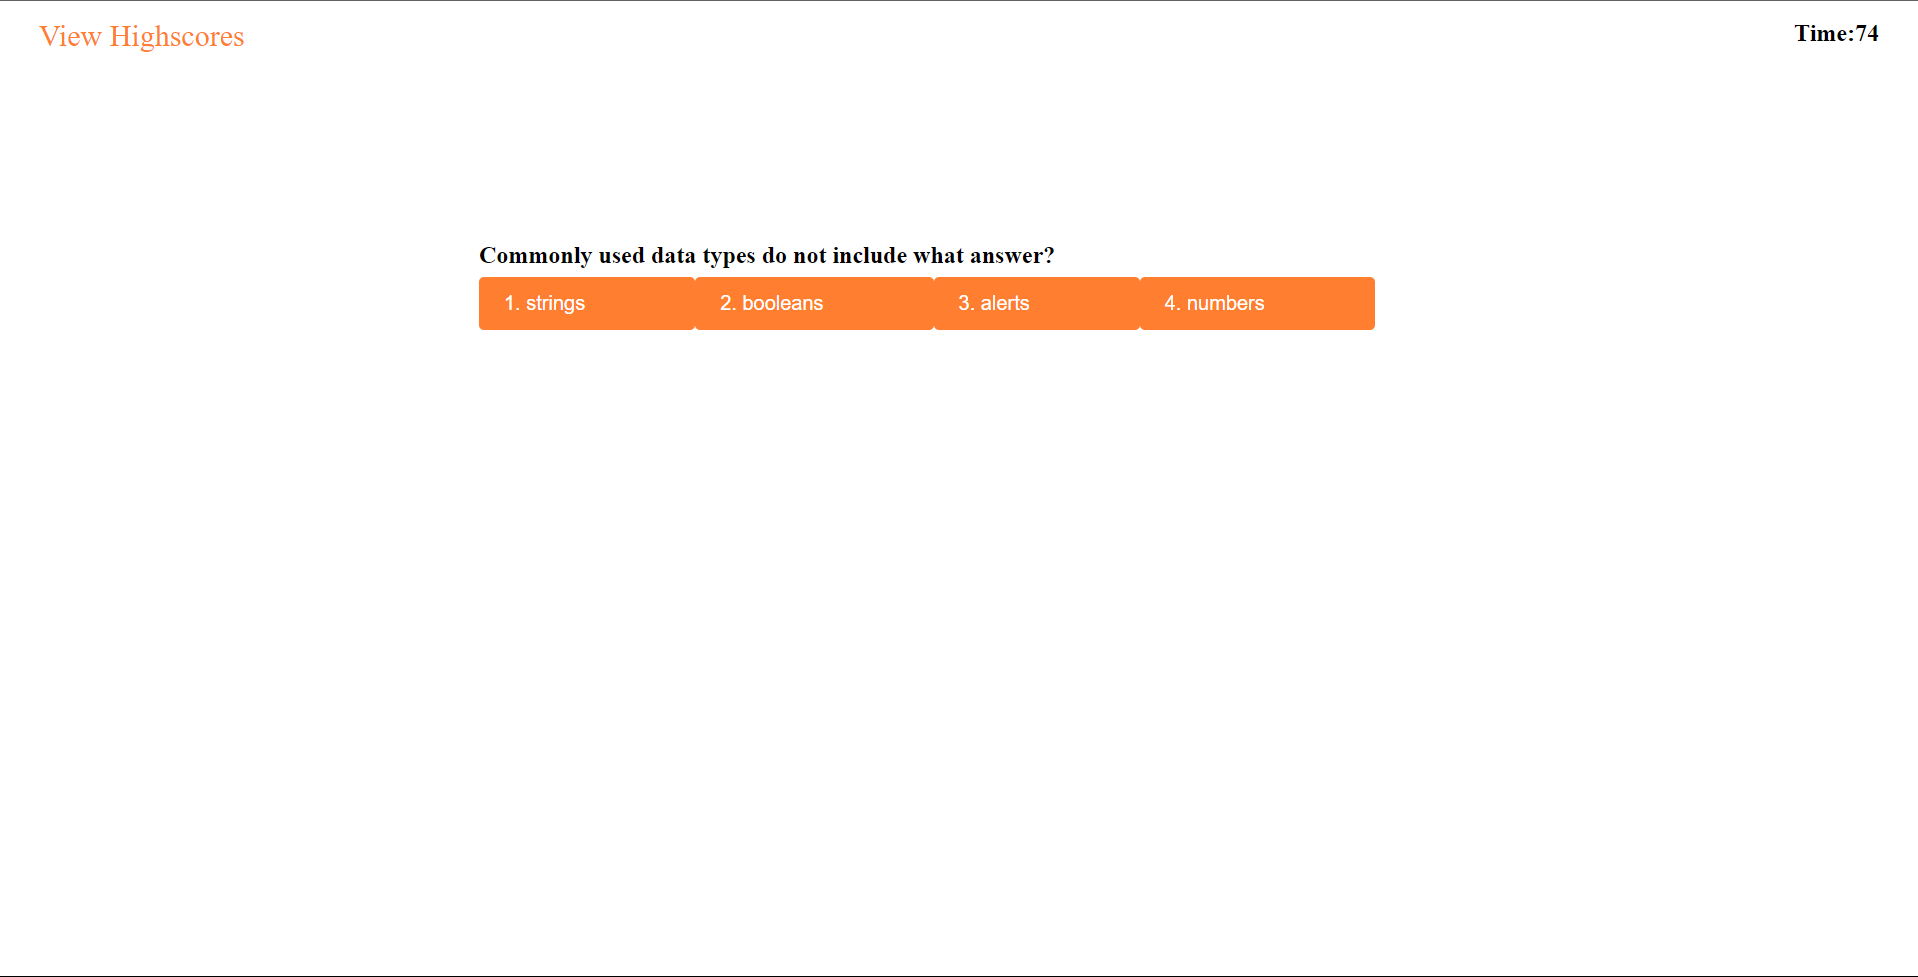 View Highscores
Time:74
Commonly used data types do not include what answer?
1. strings
2. booleans
3. alerts
4. numbers